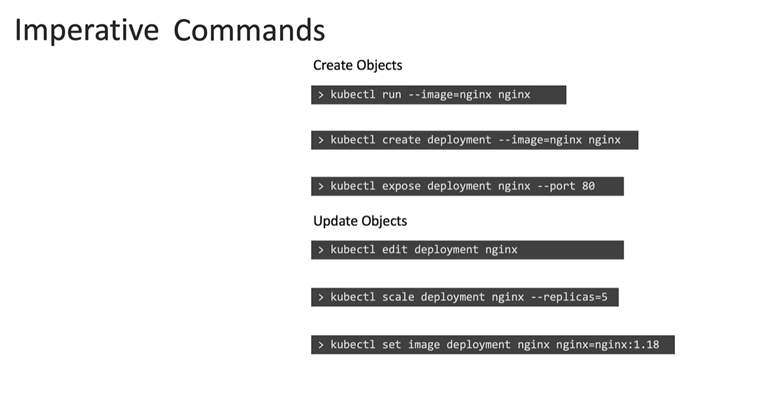 Imperative Commands
Create Objects
> kubectl run --image=nginx nginx
> kubectl create deployment --image=nginx nginx
> kubectl expose deployment nginx --port 80
Update Objects
> kubectl edit deployment nginx
> kubectl scale deployment nginx --replicas=5
> kubectl set image deployment nginx nginx=nginx:1.18